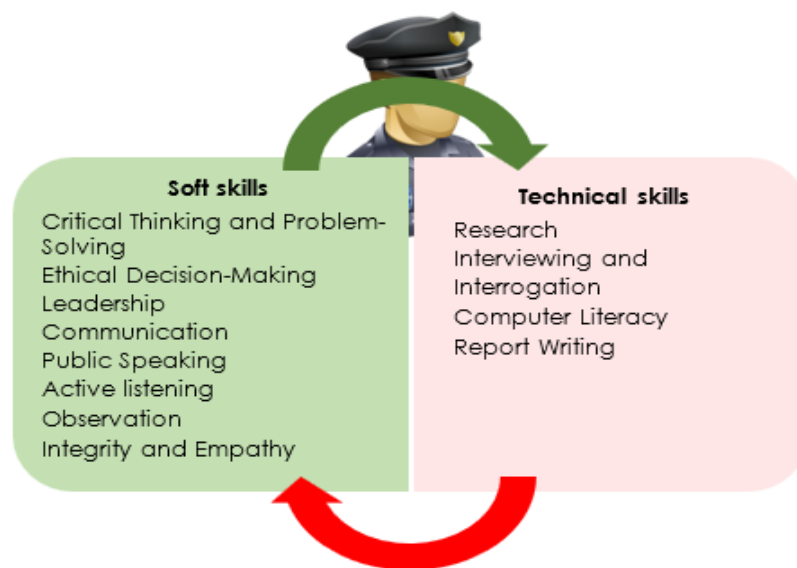 Soft skills
Critical Thinking and Problem-
Solving
Ethical Decision-Making
Leadership
Communication
Public Speaking
Active listening
Observation
Integrity and Empathy
Technical skills
Research
Interviewing and
Interrogation
Computer Literacy
Report Writing